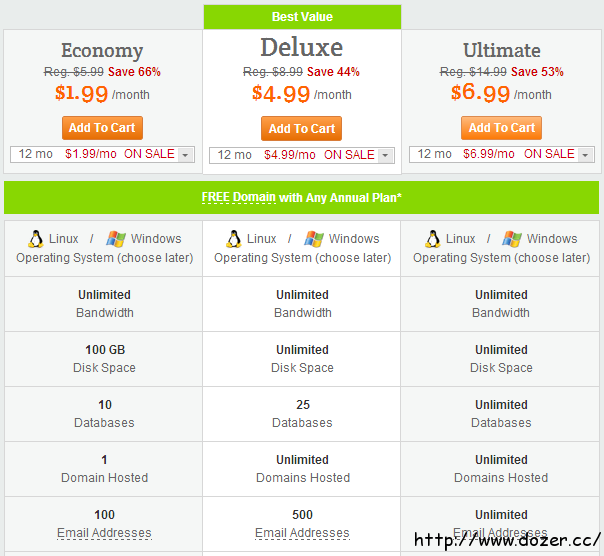 Best Value
Economy Deluxe Ultimate
Reg. $5.99 Save 66% Reg. $8.99 Save 44% Reg. $14.99 Save 53%
$1.99 /month $4.99 /month $6.99 /month
Add To Cart Add To Cart Add To Cart
12 mo $1.99/mo ON SALE 12 mo $4.99/mo ON SALE 12 mo $6.99/mo ON SALE
FREE Domain with Any Annual Plan*
Linux / Windows Linux / Windows Linux / Windows
Operating System (choose later) Operating System (choose later) Operating System (choose later)
Unlimited Unlimited Unlimited
Bandwidth Bandwidth Bandwidth
100 GB Unlimited Unlimited
Disk Space Disk Space Disk Space
10 25 Unlimited
Databases Databases Databases
1 Unlimited Unlimited
Domain Hosted Domains Hosted Domains Hosted
100 500 Unlimited
Email Addresses Email Addresses Email Addresses
http://www.dozer.cc/